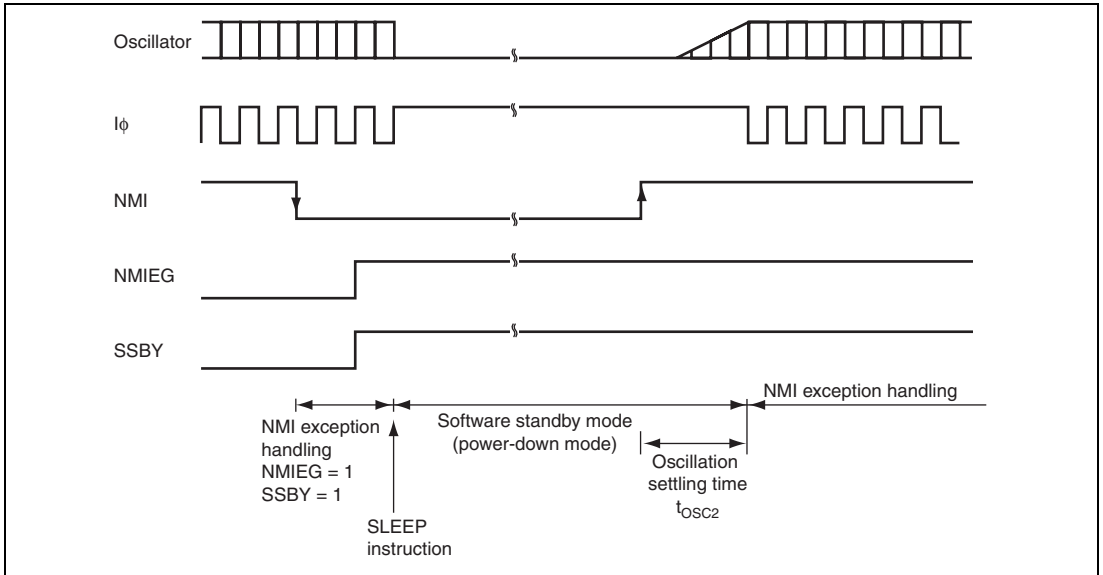 Oscillator
Iϕ
NMI
NMIEG
SSBY
NMI exception
handling
NMIEG = 1
SSBY = 1
SLEEP
instruction
Software standby mode
(power-down mode)
Oscillation
settling time
tOSC2
NMI exception handling